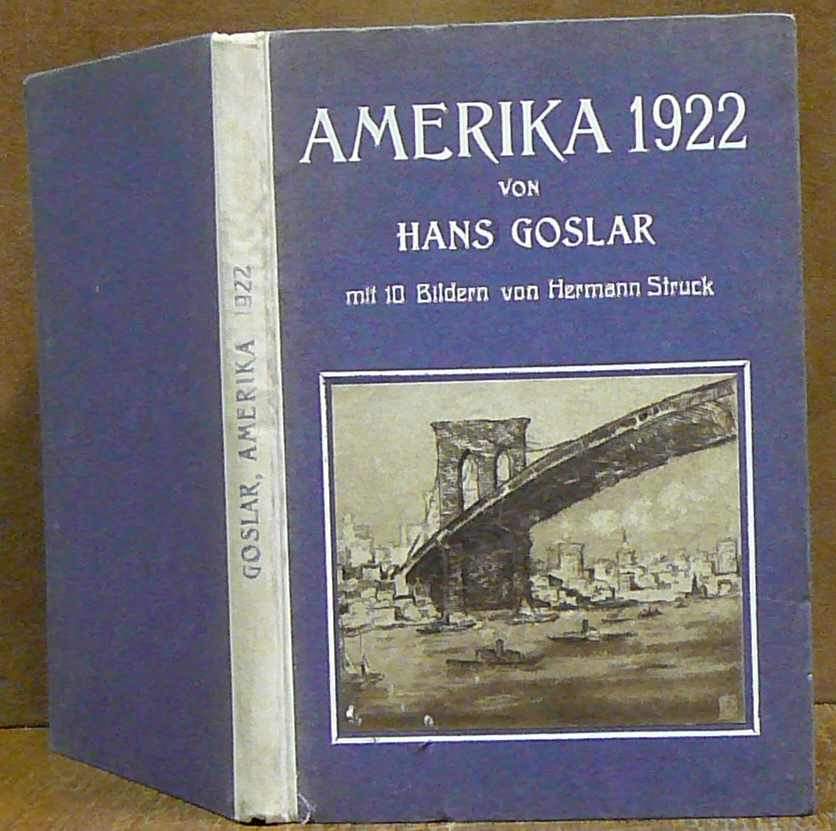 AMERIKA 1922
VON
HANS GOSLAR
mit 10 Bildern von Hermann Struck
GOSLAR, AMERIKA 1922